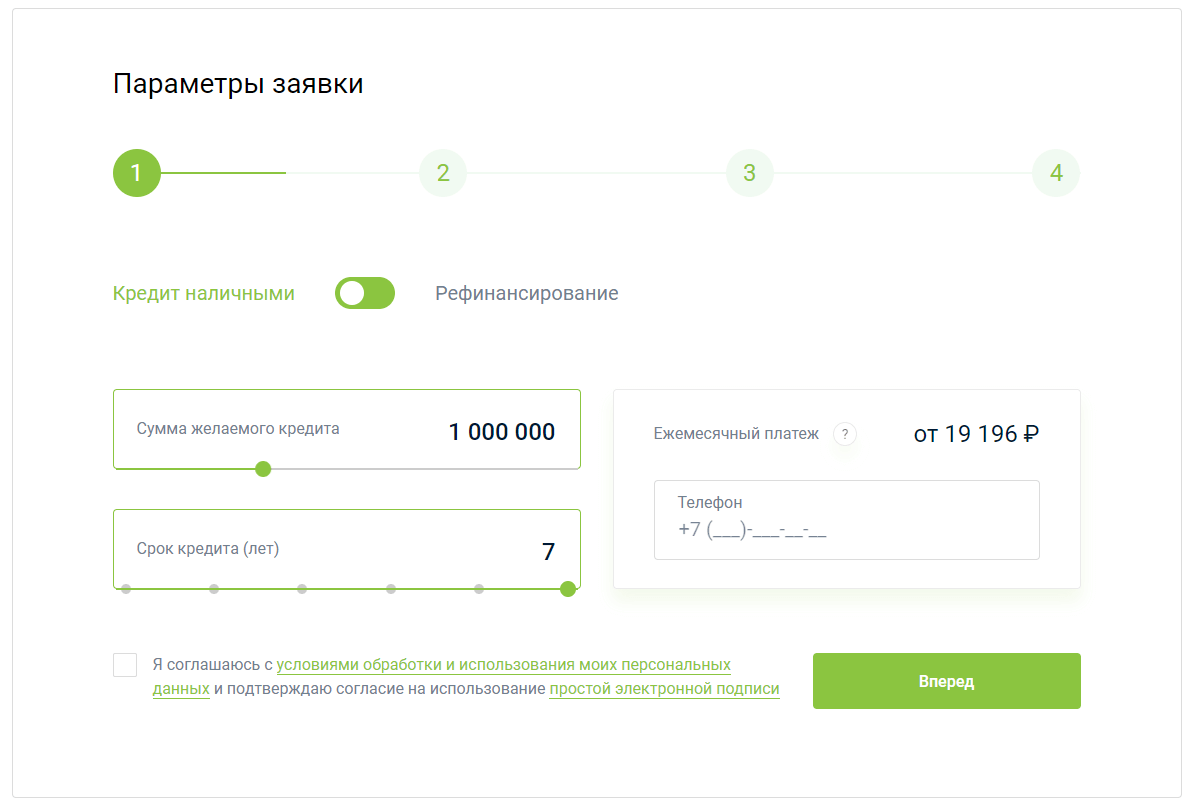 Параметры заявки
1 2 3 4
Кредит наличными Рефинансирование
Сумма желаемого кредита 1 000 000
Ежемесячный платеж ? от 19 196 ₽
Телефон
+7 (___)-___-__-__
Срок кредита (лет) 7
Я соглашаюсь с условиями обработки и использования моих персональных
данных и подтверждаю согласие на использование простой электронной подписи
Вперед